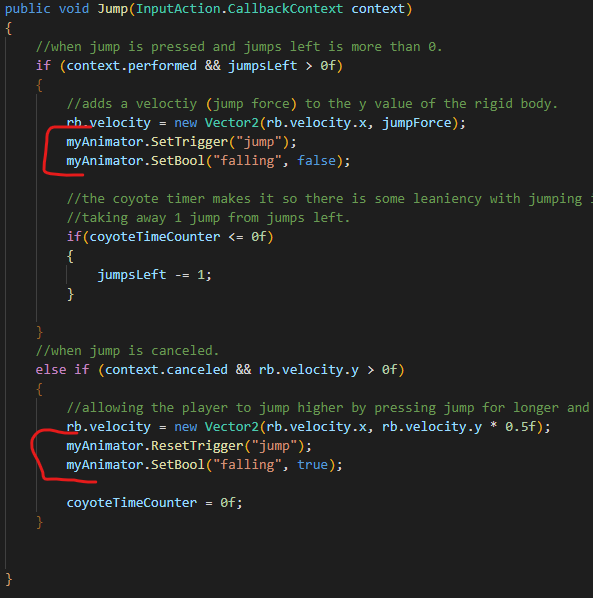 public void Jump(InputAction.CallbackContext context)
{
//when jump is pressed and jumps left is more than 0.
if (context.performed && jumpsLeft > 0f)
{
//adds a veloctiy (jump force) to the y value of the rigid body.
rb.velocity = new Vector2(rb.velocity.x, jumpForce);
myAnimator.SetTrigger("jump");
myAnimator.SetBool("falling", false);
//the coyote timer makes it so there is some leaniency with jumping
//taking away 1 jump from jumps left.
if(coyoteTimeCounter <= 0f)
{
jumpsLeft -= 1;
}
}
//when jump is canceled.
else if (context.canceled && rb.velocity.y > 0f)
{
//allowing the player to jump higher by pressing jump for longer and
rb.velocity = new Vector2(rb.velocity.x, rb.velocity.y * 0.5f);
myAnimator.ResetTrigger("jump");
myAnimator.SetBool("falling", true);
coyoteTimeCounter = 0f;
}
}